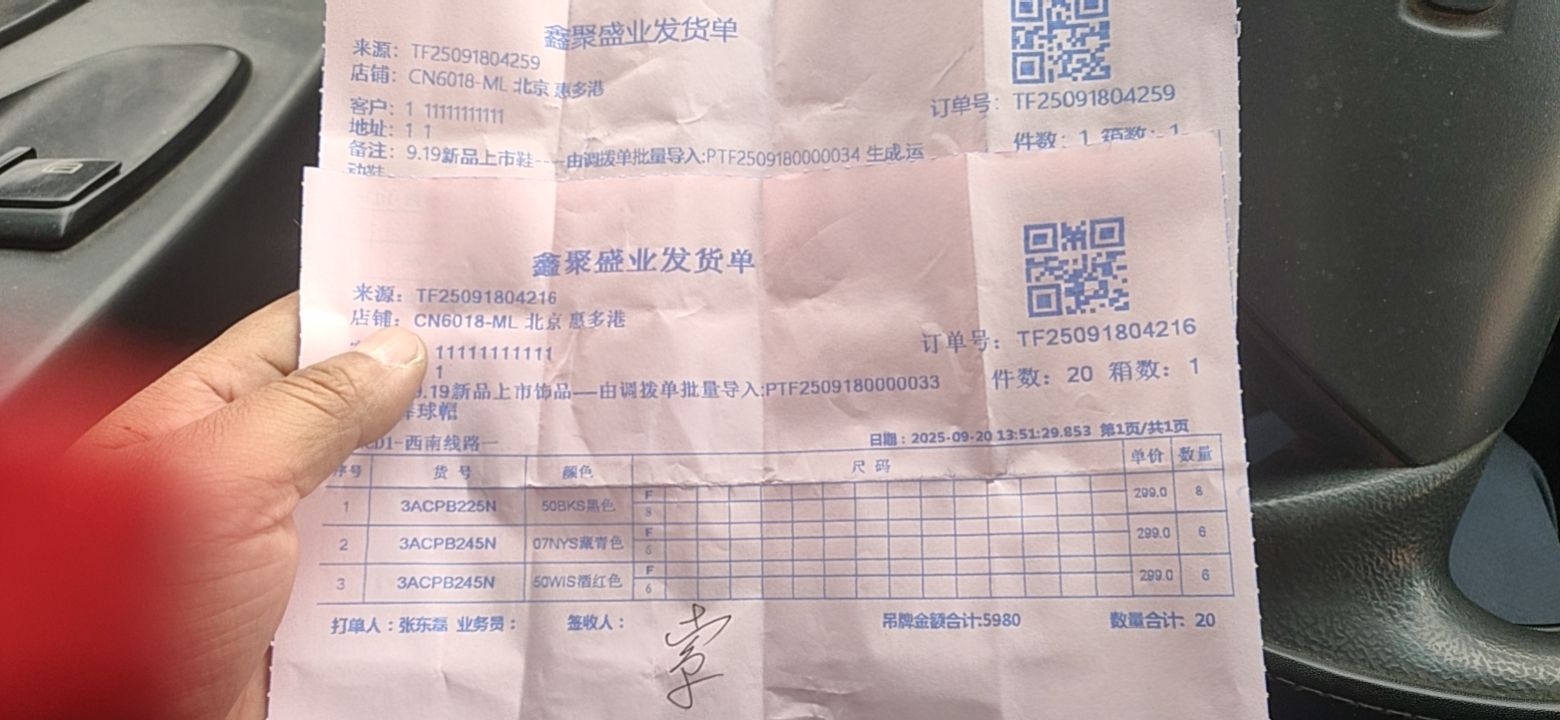 鑫聚盛业发货单
来源：TF25091804259
店铺：CN6018-ML 北京 惠多港
客户：1 11111111111
订单号：TF25091804259
地址：1 1
件数：1 箱数：1
备注：9.19新品上市鞋----由调拨单批量导入:PTF2509180000034 生成,运
动鞋
鑫聚盛业发货单
来源：TF25091804216
店铺：CN6018-ML 北京 惠多港
订单号：TF25091804216
11111111111
1
件数：20 箱数：1
9.19新品上市饰品----由调拨单批量导入:PTF2509180000033
棒球帽
CD1-西南线路一
日期：2025-09-20 13:51:29.853 第1页/共1页
序号 货号 颜色 尺码 单价 数量
1 3ACPB225N 50BKS黑色 F 8 299.0 8
2 3ACPB245N 07NYS藏青色 F 6 299.0 6
3 3ACPB245N 50WIS酒红色 F 6 299.0 6
打单人：张东磊 业务员： 签收人： 吊牌金额合计:5980 数量合计：20